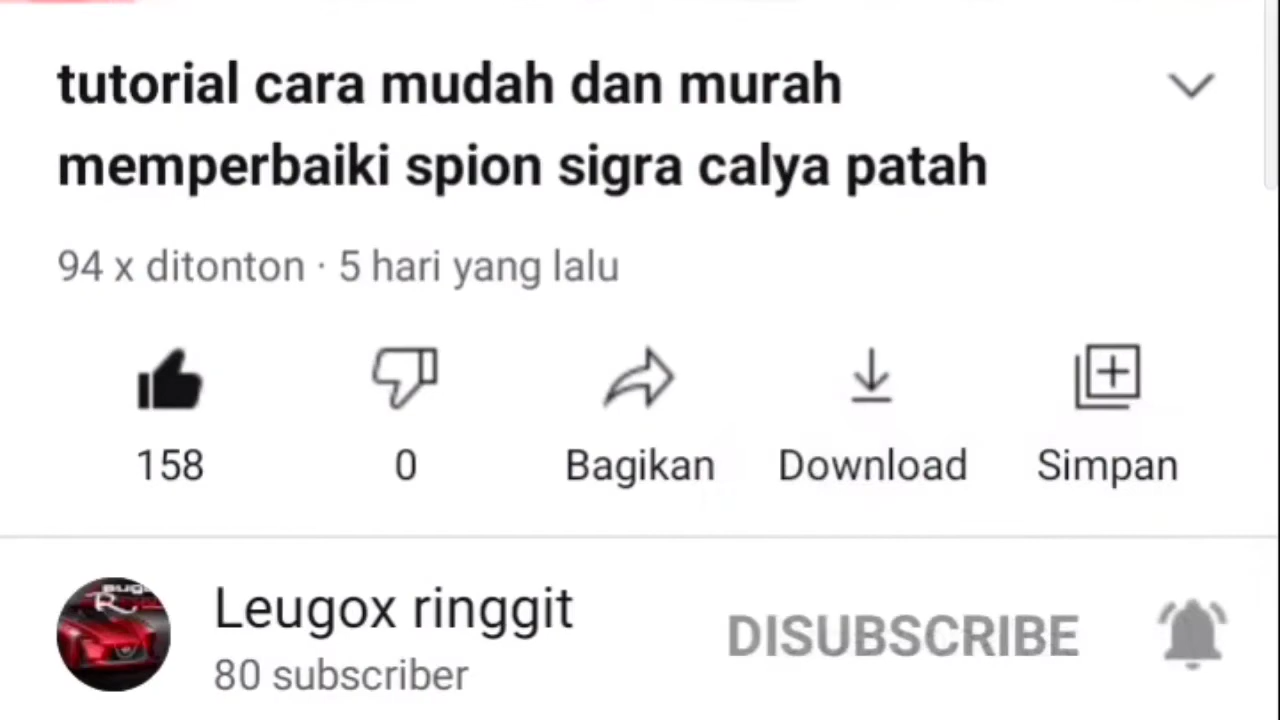 tutorial cara mudah dan murah
memperbaiki spion sigra calya patah
94 x ditonton · 5 hari yang lalu
158
0
Bagikan
Download
Simpan
Leugox ringgit
DISUBSCRIBE
80 subscriber